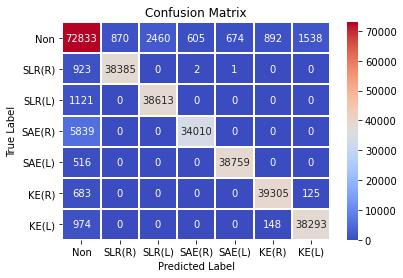 Confusion Matrix
Non 72833 870 2460 605 674 892 1538
SLR(R) 923 38385 0 2 1 0 0
SLR(L) 1121 0 38613 0 0 0 0
SAE(R) 5839 0 0 34010 0 0 0
SAE(L) 516 0 0 0 38759 0 0
KE(R) 683 0 0 0 0 39305 125
KE(L) 974 0 0 0 0 148 38293
Non SLR(R) SLR(L) SAE(R) SAE(L) KE(R) KE(L)
Predicted Label
True Label
70000
60000
50000
40000
30000
20000
10000
0